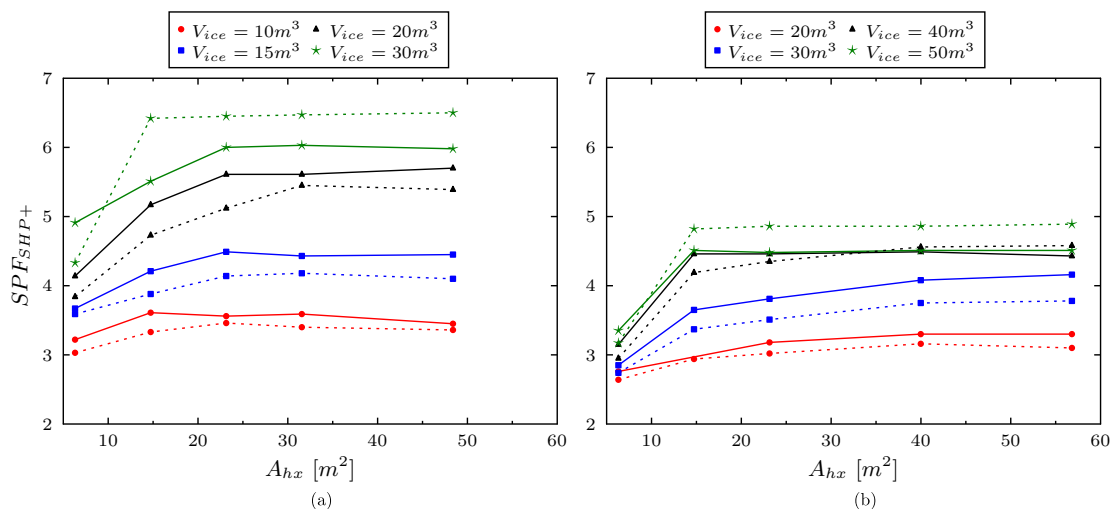 V_ice = 10m^3 V_ice = 20m^3
V_ice = 15m^3 V_ice = 30m^3
7
6
5
4
3
2
SPF_SHP+
10 20 30 40 50 60
A_hx [m^2]
(a)
V_ice = 20m^3 V_ice = 40m^3
V_ice = 30m^3 V_ice = 50m^3
7
6
5
4
3
2
10 20 30 40 50 60
A_hx [m^2]
(b)